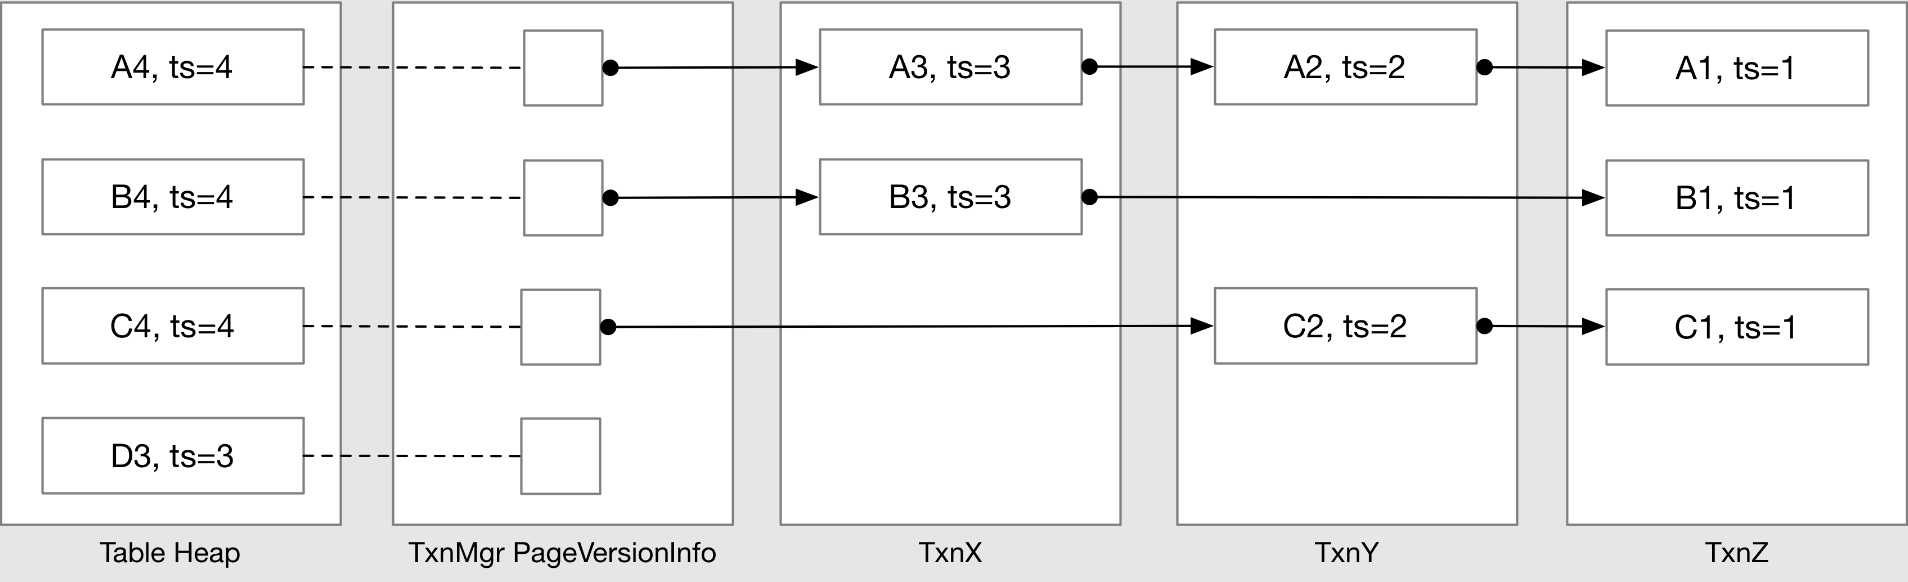 A4, ts=4
A3, ts=3
A2, ts=2
A1, ts=1
B4, ts=4
B3, ts=3
B1, ts=1
C4, ts=4
C2, ts=2
C1, ts=1
D3, ts=3
Table Heap
TxnMgr PageVersionInfo
TxnX
TxnY
TxnZ